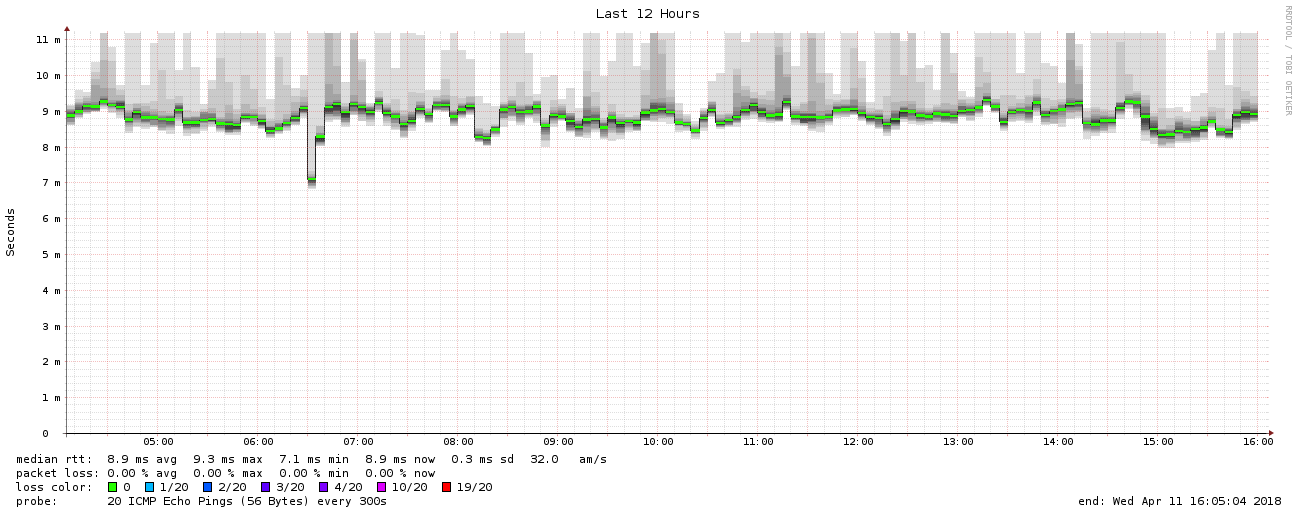 Last 12 Hours
RRDTOOL / TOBI OETIKER
Seconds
11 m
10 m
9 m
8 m
7 m
6 m
5 m
4 m
3 m
2 m
1 m
0
05:00 06:00 07:00 08:00 09:00 10:00 11:00 12:00 13:00 14:00 15:00 16:00
median rtt: 8.9 ms avg 9.3 ms max 7.1 ms min 8.9 ms now 0.3 ms sd 32.0 am/s
packet loss: 0.00 % avg 0.00 % max 0.00 % min 0.00 % now
loss color: 0 1/20 2/20 3/20 4/20 10/20 19/20
probe: 20 ICMP Echo Pings (56 Bytes) every 300s end: Wed Apr 11 16:05:04 2018